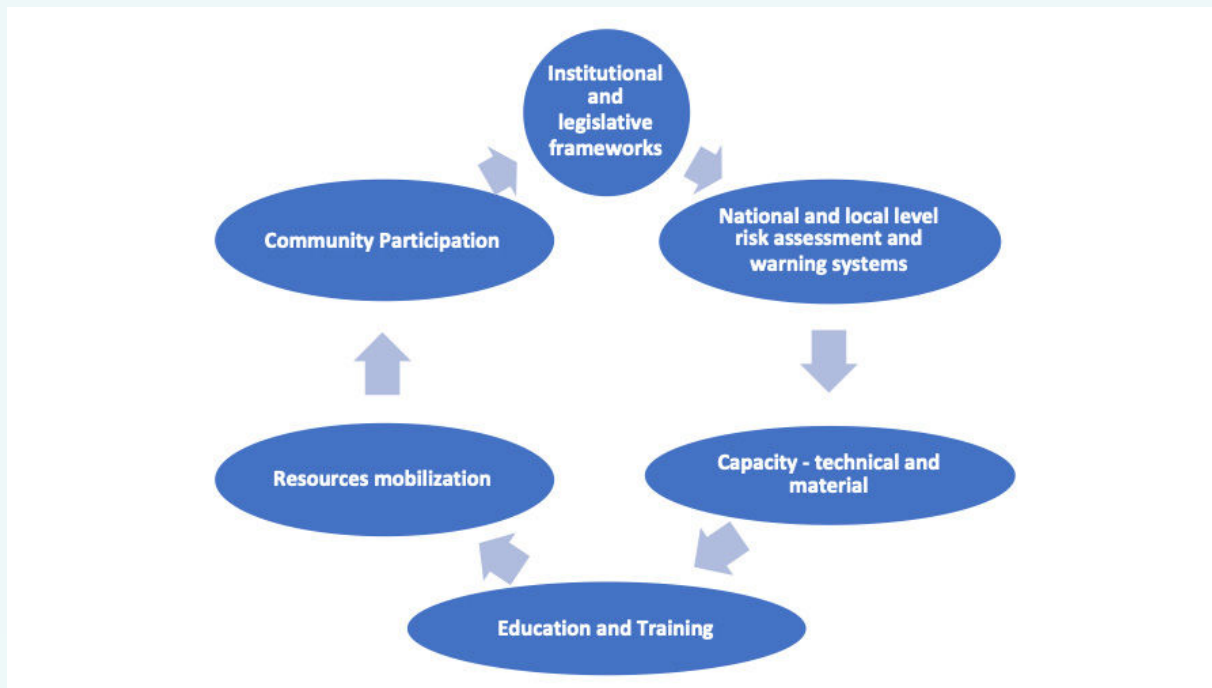 Institutional
and
legislative
frameworks
National and local level
risk assessment and
warning systems
Capacity - technical and
material
Education and Training
Resources mobilization
Community Participation